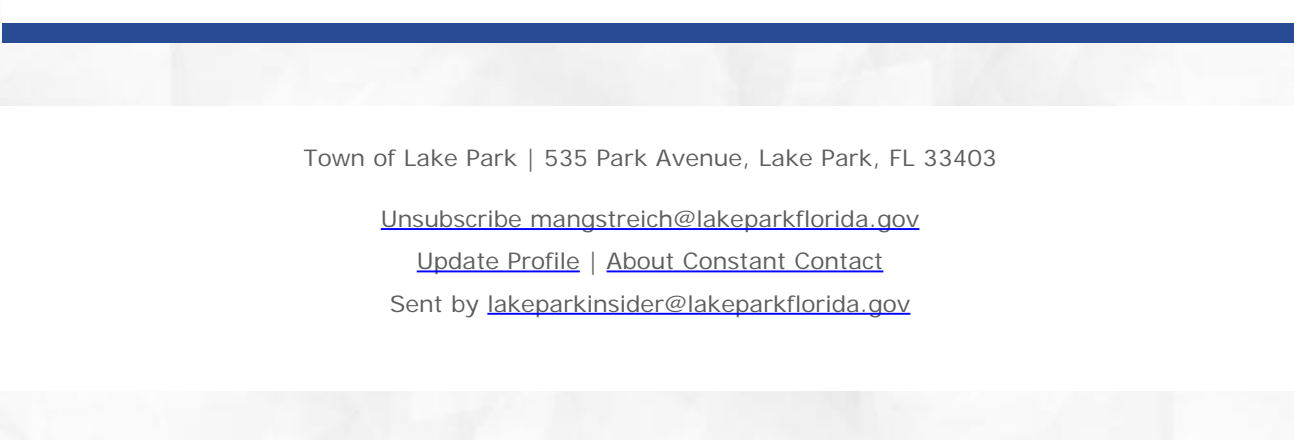 Town of Lake Park | 535 Park Avenue, Lake Park, FL 33403
Unsubscribe mangstreich@lakeparkflorida.gov
Update Profile | About Constant Contact
Sent by lakeparkinsider@lakeparkflorida.gov